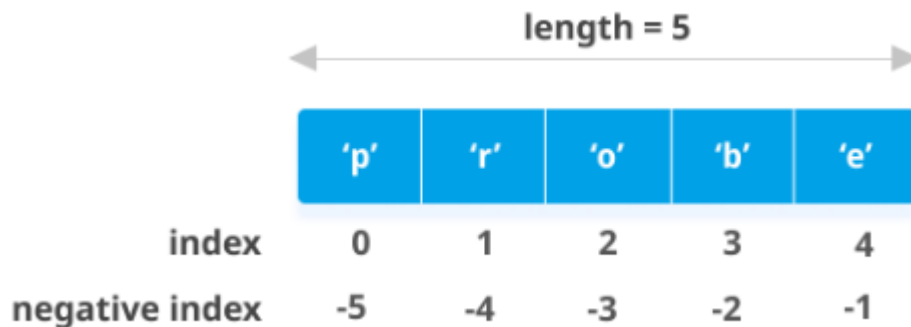 length = 5
‘p’ ‘r’ ‘o’ ‘b’ ‘e’
index 0 1 2 3 4
negative index -5 -4 -3 -2 -1